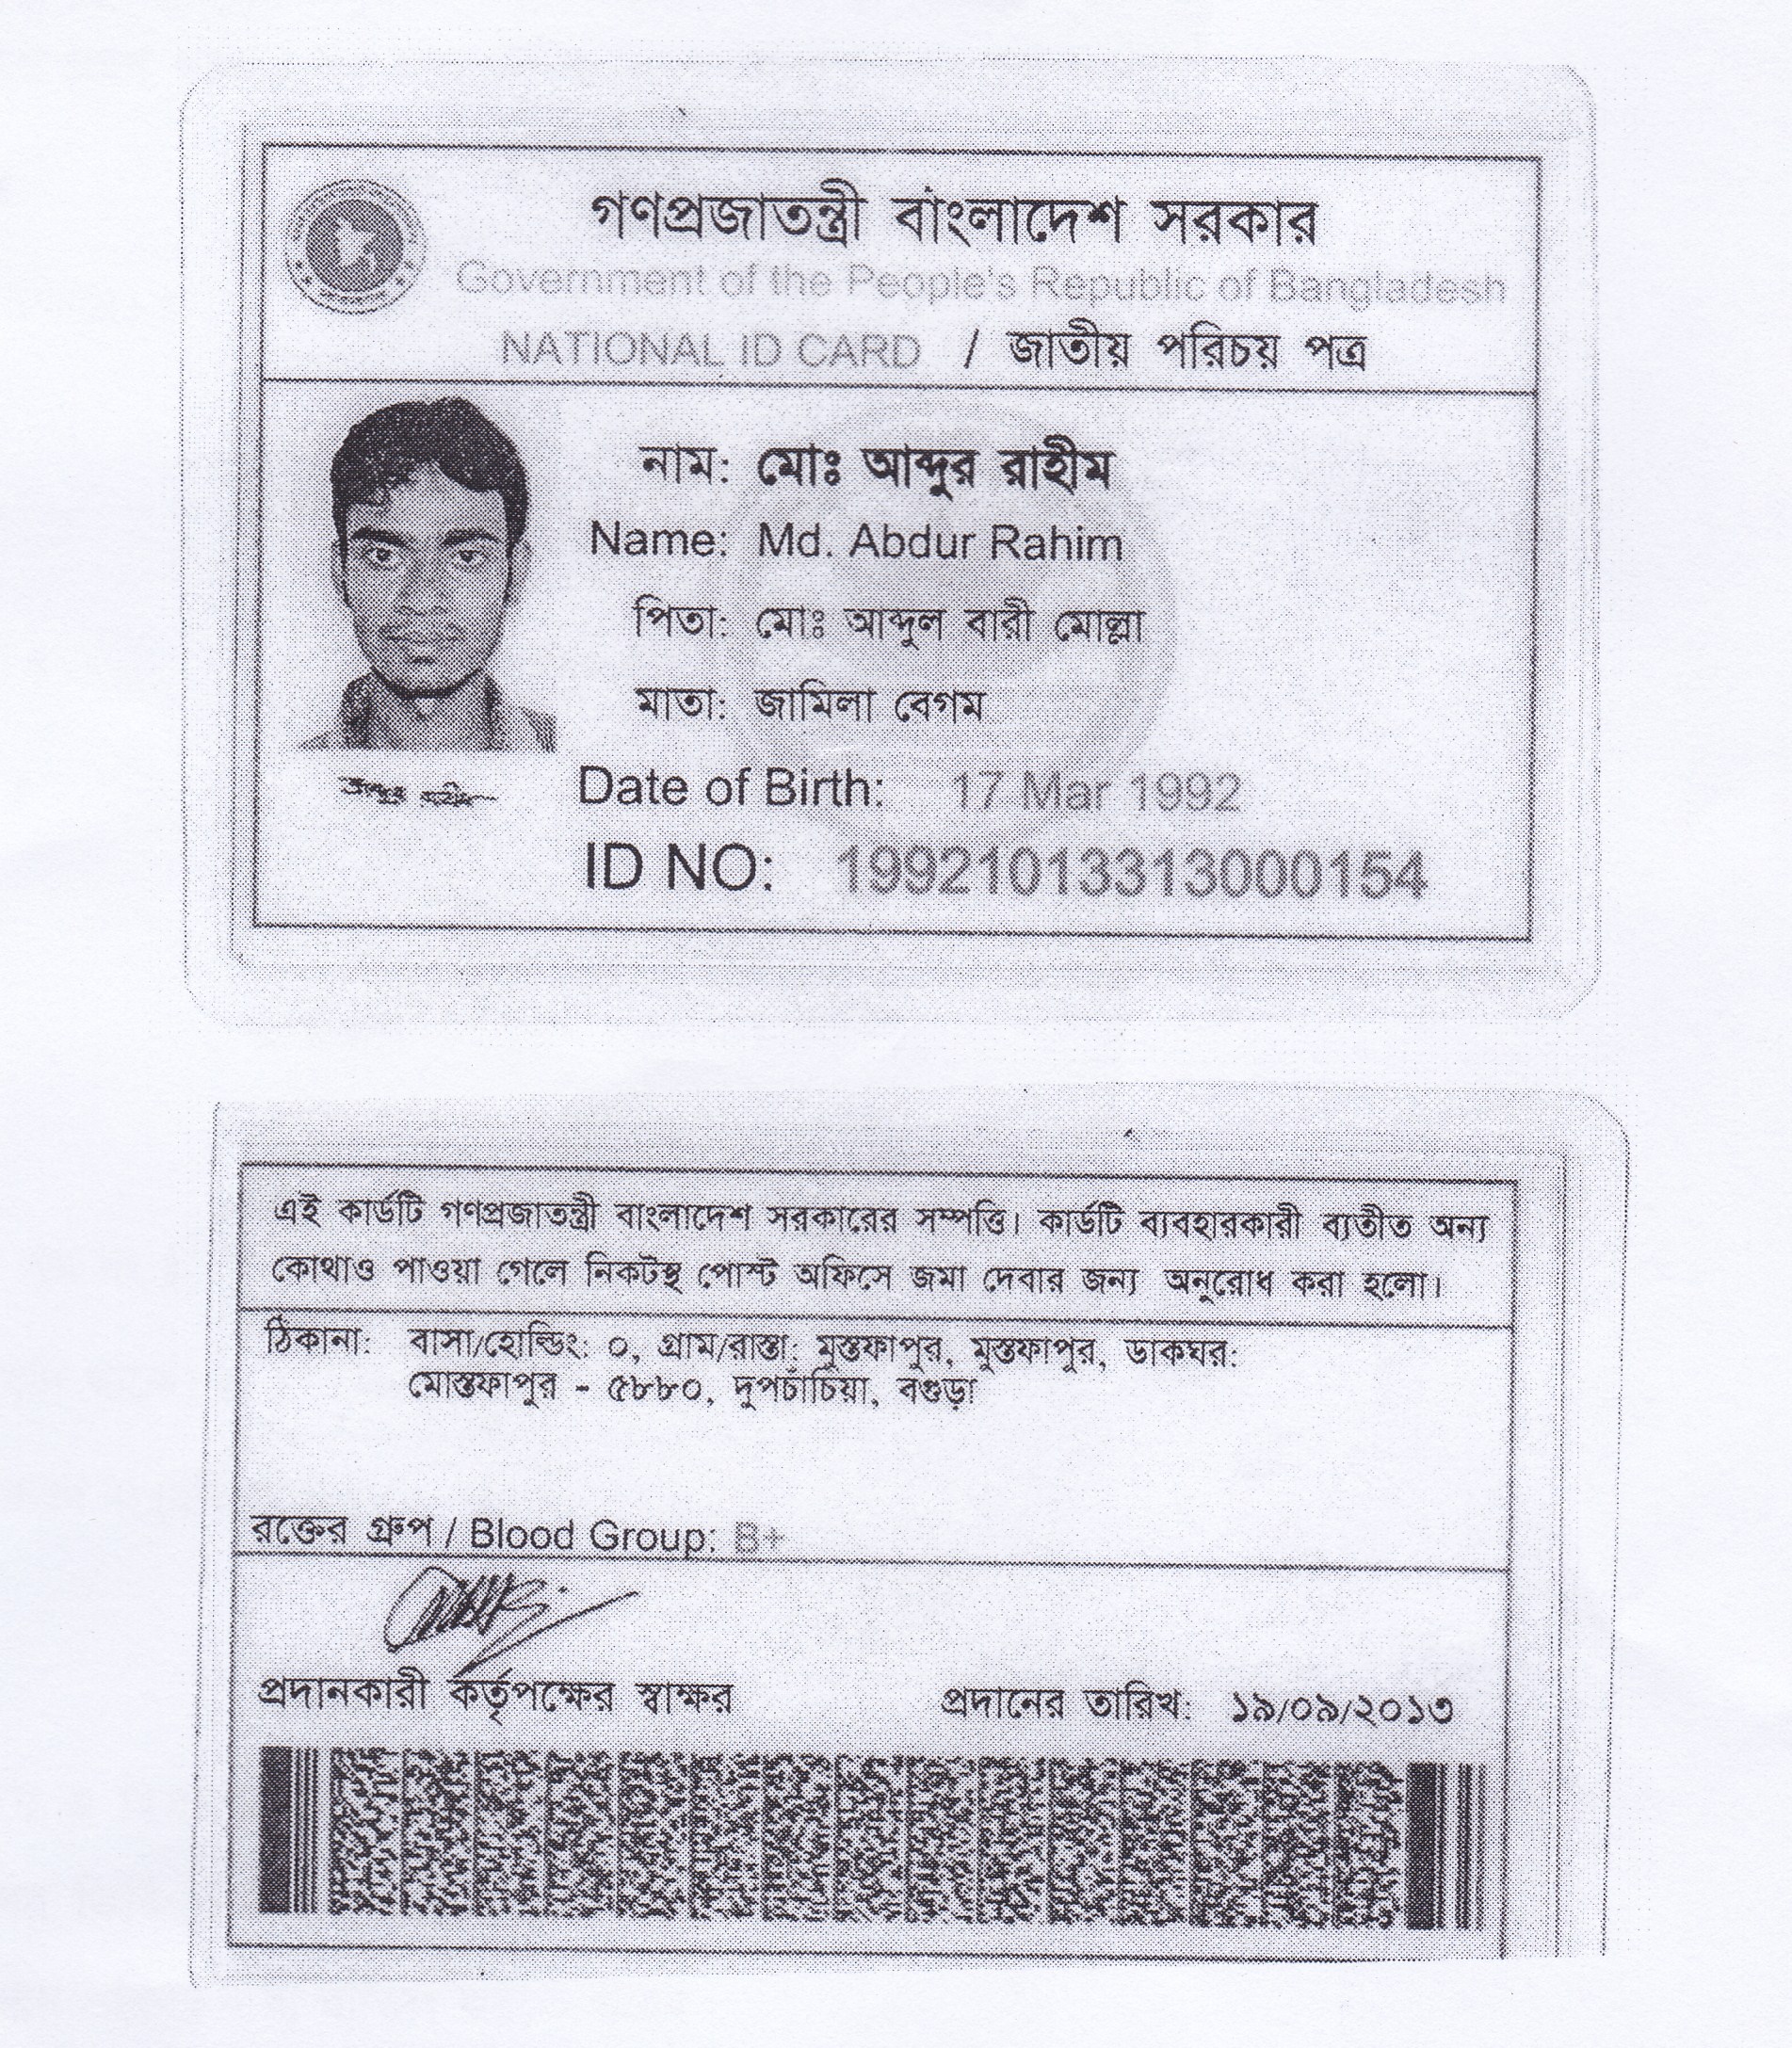 গণপ্রজাতন্ত্রী বাংলাদেশ সরকার
Government of the People's Republic of Bangladesh
NATIONAL ID CARD / জাতীয় পরিচয় পত্র
নাম: মোঃ আব্দুর রাহীম
Name: Md. Abdur Rahim
পিতা: মোঃ আব্দুল বারী মোল্লা
মাতা: জামিলা বেগম
আব্দুর রাহীম
Date of Birth: 17 Mar 1992
ID NO: 19921013313000154
এই কার্ডটি গণপ্রজাতন্ত্রী বাংলাদেশ সরকারের সম্পত্তি। কার্ডটি ব্যবহারকারী ব্যতীত অন্য
কোথাও পাওয়া গেলে নিকটস্থ পোস্ট অফিসে জমা দেবার জন্য অনুরোধ করা হলো।
ঠিকানা: বাসা/হোল্ডিং: ০, গ্রাম/রাস্তা: মুস্তফাপুর, মুস্তফাপুর, ডাকঘর:
মোস্তফাপুর - ৫৮৮০, দুপচাঁচিয়া, বগুড়া
রক্তের গ্রুপ / Blood Group: B+
প্রদানকারী কর্তৃপক্ষের স্বাক্ষর প্রদানের তারিখ: ১৯/০৯/২০১৩